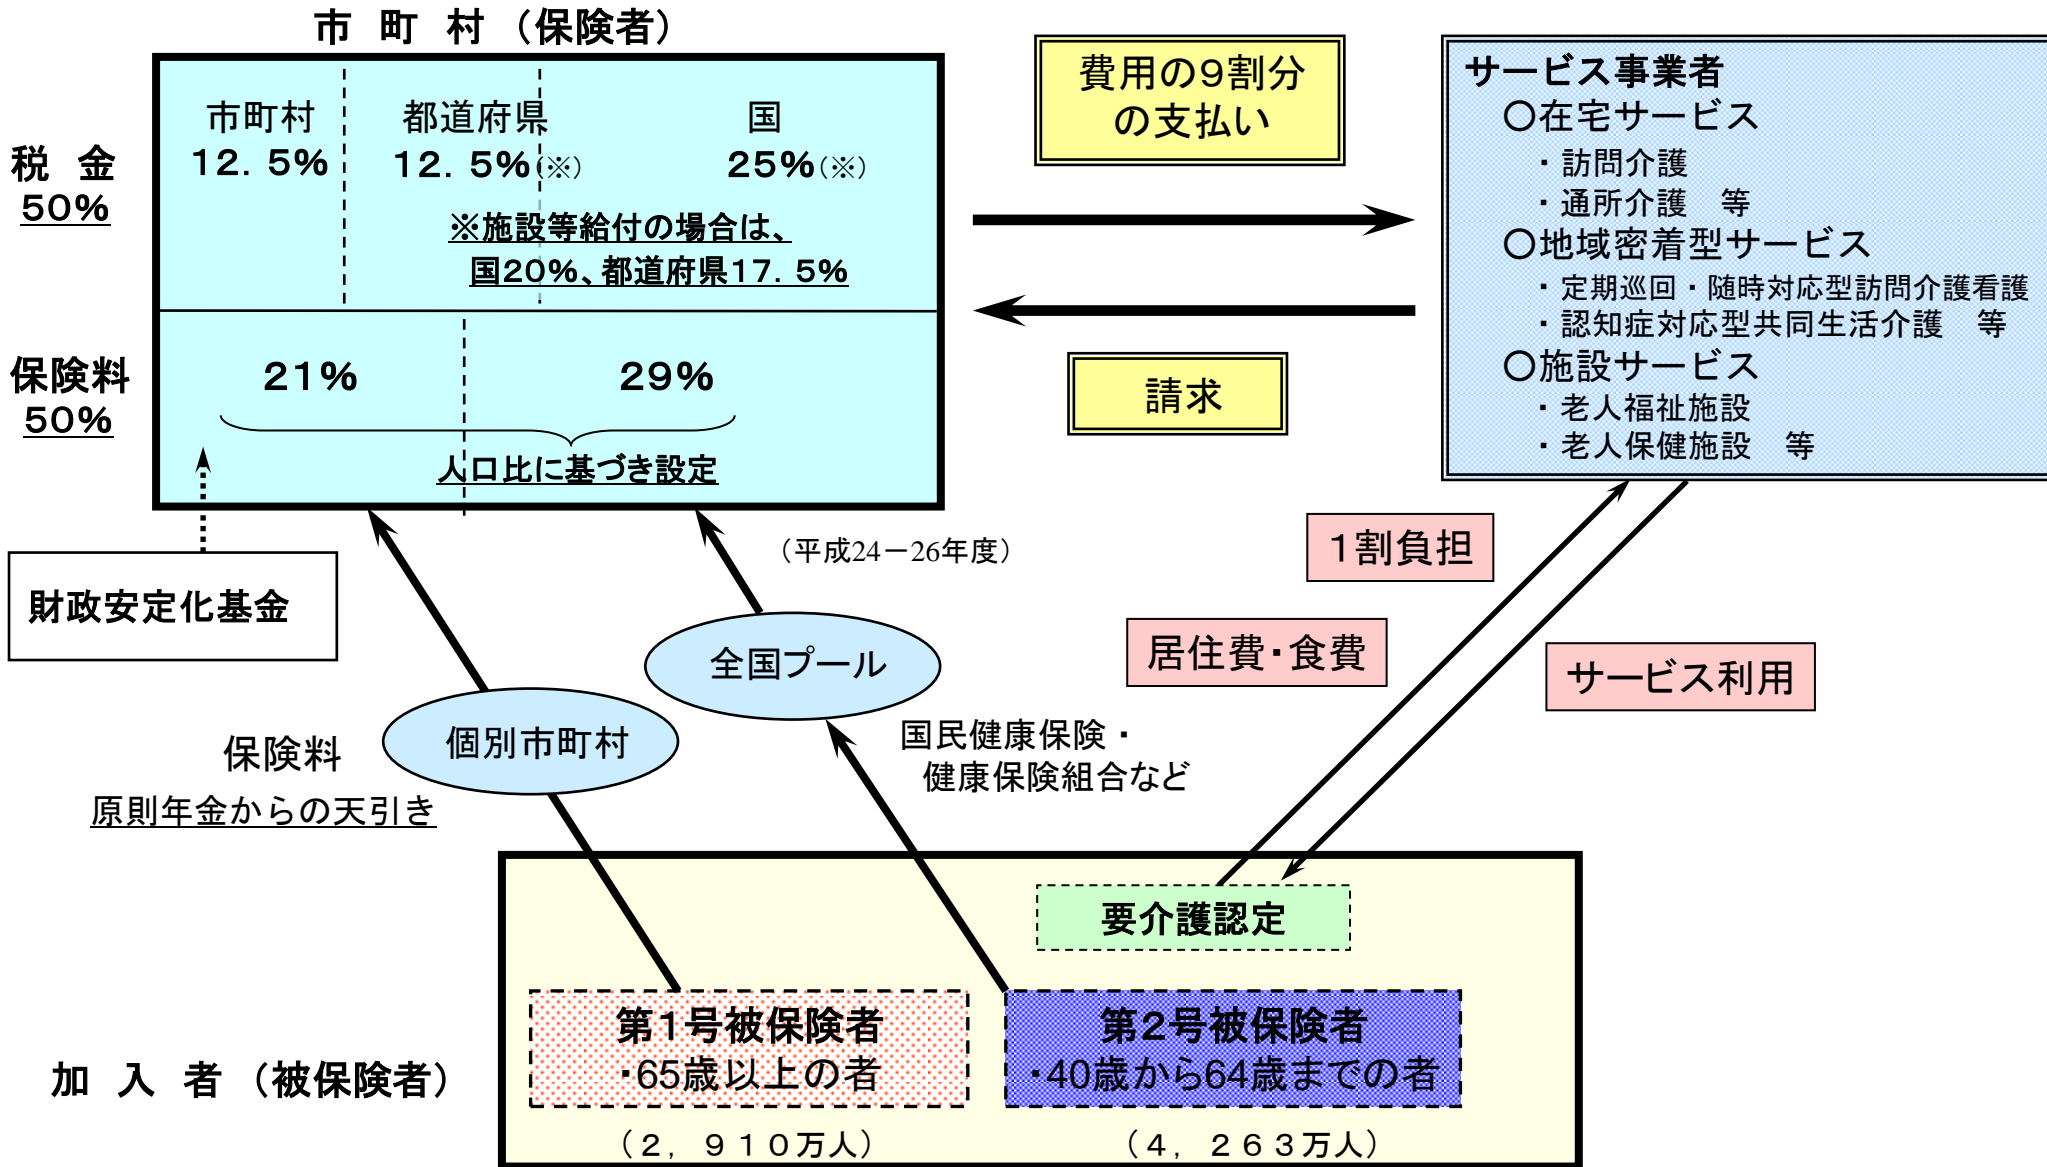 市 町 村 （保険者）
税 金
50%
市町村
12．5%
都道府県
12．5%(※)
国
25%(※)
※施設等給付の場合は、
国20%、都道府県17．5%
保険料
50%
21%
29%
人口比に基づき設定
費用の9割分
の支払い
請求
サービス事業者
○在宅サービス
・訪問介護
・通所介護　等
○地域密着型サービス
・定期巡回・随時対応型訪問介護看護
・認知症対応型共同生活介護　等
○施設サービス
・老人福祉施設
・老人保健施設　等
財政安定化基金
（平成24－26年度）
1割負担
居住費・食費
サービス利用
全国プール
個別市町村
保険料
原則年金からの天引き
国民健康保険・
健康保険組合など
要介護認定
加 入 者 （被保険者）
第1号被保険者
・65歳以上の者
第2号被保険者
・40歳から64歳までの者
（２，９１０万人）
（４，２６３万人）